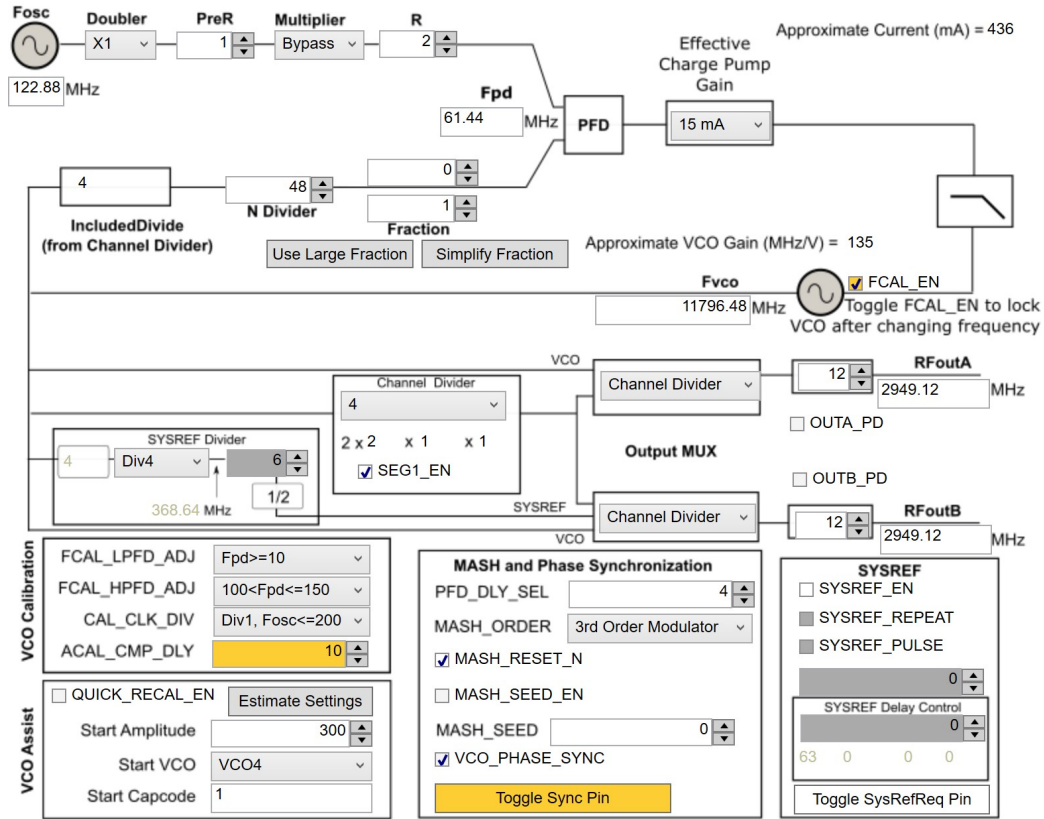 Fosc
Doubler
PreR
Multiplier
R
X1
1
Bypass
2
122.88 MHz
Approximate Current (mA) = 436
Effective
Charge Pump
Gain
Fpd
61.44 MHz
PFD
15 mA
4
IncludedDivide
(from Channel Divider)
48
N Divider
0
1
Fraction
Use Large Fraction
Simplify Fraction
Approximate VCO Gain (MHz/V) = 135
Fvco
11796.48 MHz
FCAL_EN
Toggle FCAL_EN to lock
VCO after changing frequency
VCO
Channel Divider
4
2 x 2 x 1 x 1
SEG1_EN
Channel Divider
12
RFoutA
2949.12 MHz
OUTA_PD
Output MUX
OUTB_PD
SYSREF Divider
4
Div4
6
368.64 MHz
1/2
SYSREF
VCO
Channel Divider
12
RFoutB
2949.12 MHz
VCO Calibration
FCAL_LPFD_ADJ Fpd>=10
FCAL_HPFD_ADJ 100<Fpd<=150
CAL_CLK_DIV Div1, Fosc<=200
ACAL_CMP_DLY 10
VCO Assist
QUICK_RECAL_EN
Estimate Settings
Start Amplitude 300
Start VCO VCO4
Start Capcode 1
MASH and Phase Synchronization
PFD_DLY_SEL 4
MASH_ORDER 3rd Order Modulator
MASH_RESET_N
MASH_SEED_EN
MASH_SEED 0
VCO_PHASE_SYNC
Toggle Sync Pin
SYSREF
SYSREF_EN
SYSREF_REPEAT
SYSREF_PULSE
0
SYSREF Delay Control
0
63 0 0 0
Toggle SysRefReq Pin